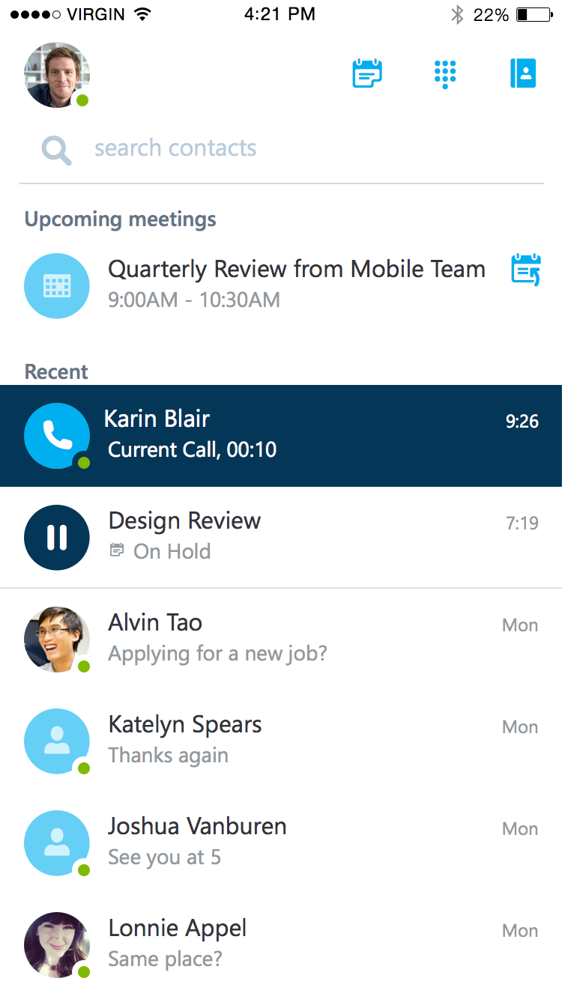 VIRGIN 4:21 PM 22%
search contacts
Upcoming meetings
Quarterly Review from Mobile Team
9:00AM - 10:30AM
Recent
Karin Blair 9:26
Current Call, 00:10
Design Review 7:19
On Hold
Alvin Tao Mon
Applying for a new job?
Katelyn Spears Mon
Thanks again
Joshua Vanburen Mon
See you at 5
Lonnie Appel Mon
Same place?